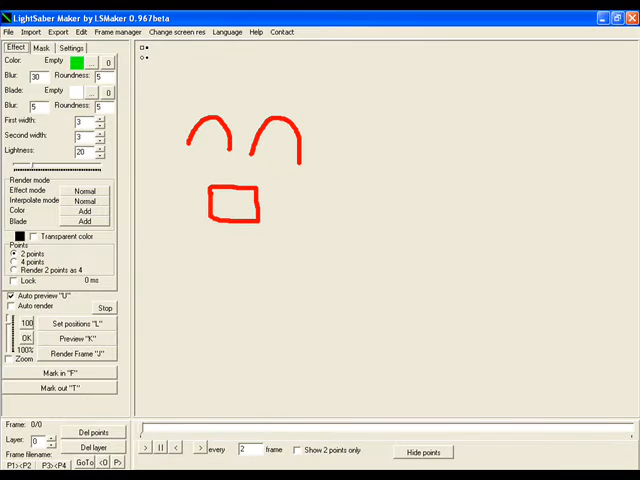 LightSaber Maker by LSMaker 0.967beta
File Import Export Edit Frame manager Change screen res Language Help Contact
Effect Mask Settings
Color: Empty ... 0
Blur: 30 Roundness: 5
Blade: Empty ... 0
Blur: 5 Roundness: 5
First width: 3
Second width: 3
Lightness: 20
Render mode
Effect mode Normal
Interpolate mode Normal
Color Add
Blade Add
Transparent color
Points
2 points
4 points
Render 2 points as 4
Lock 0 ms
Auto preview "U"
Auto render Stop
100 Set positions "L"
OK Preview "K"
100% Render Frame "J"
Zoom
Mark in "F"
Mark out "T"
Frame: 0/0 Del points
Layer: 0 Del layer
Frame filename:
P1><P2 P3><P4 GoTo <O P>
> || < > every 2 frame Show 2 points only Hide points